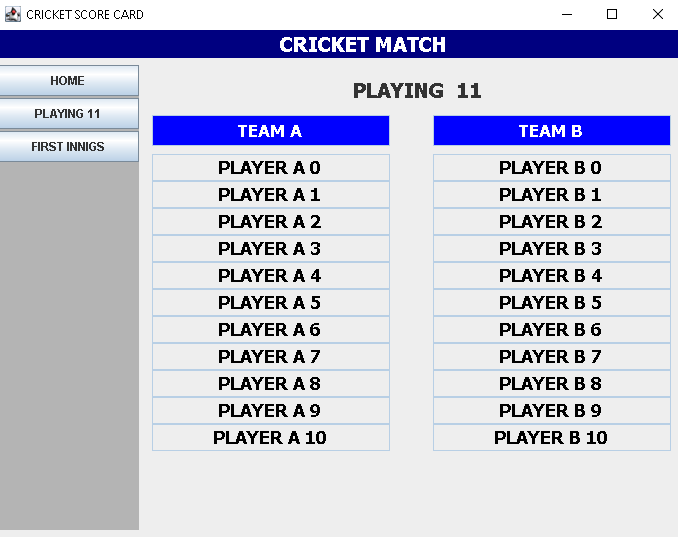 CRICKET SCORE CARD
CRICKET MATCH
HOME
PLAYING 11
FIRST INNIGS
PLAYING 11
TEAM A
TEAM B
PLAYER A 0
PLAYER B 0
PLAYER A 1
PLAYER B 1
PLAYER A 2
PLAYER B 2
PLAYER A 3
PLAYER B 3
PLAYER A 4
PLAYER B 4
PLAYER A 5
PLAYER B 5
PLAYER A 6
PLAYER B 6
PLAYER A 7
PLAYER B 7
PLAYER A 8
PLAYER B 8
PLAYER A 9
PLAYER B 9
PLAYER A 10
PLAYER B 10